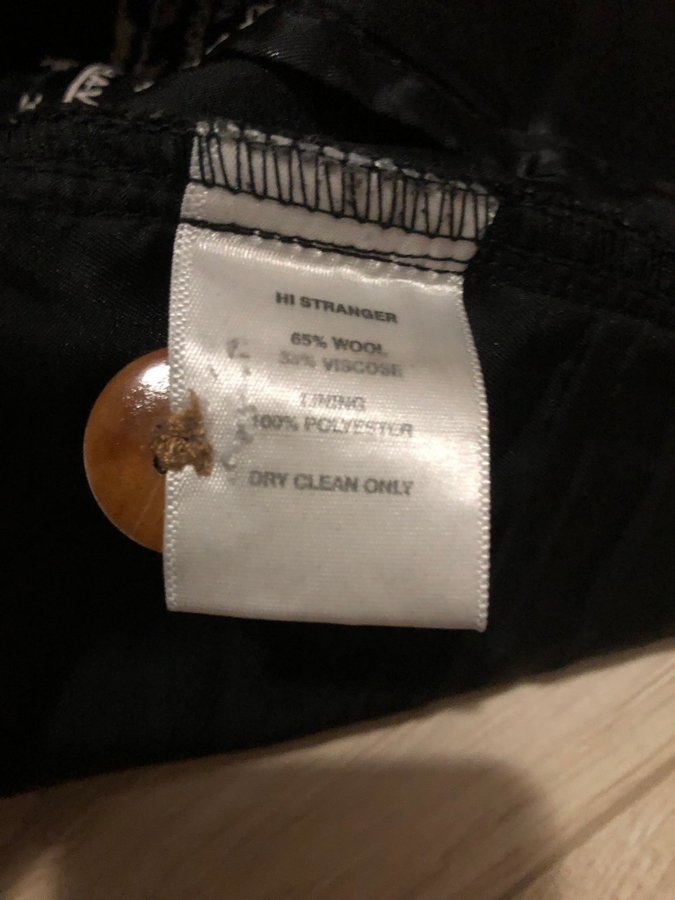 HI STRANGER
65% WOOL
35% VISCOSE
LINING
100% POLYESTER
DRY CLEAN ONLY